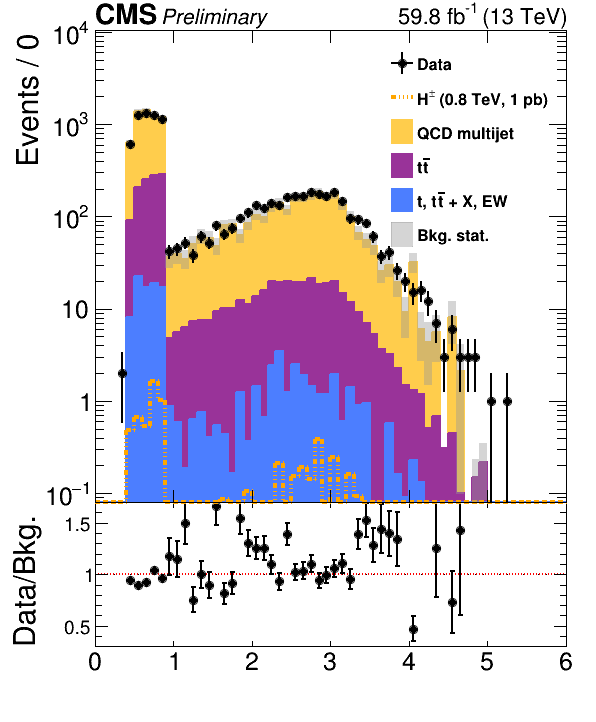 CMS Preliminary 59.8 fb⁻¹ (13 TeV)
Events / 0
10⁴
10³
10²
10
1
10⁻¹
Data
H± (0.8 TeV, 1 pb)
QCD multijet
tt̄
t, tt̄ + X, EW
Bkg. stat.
Data/Bkg.
1.5
1
0.5
0 1 2 3 4 5 6